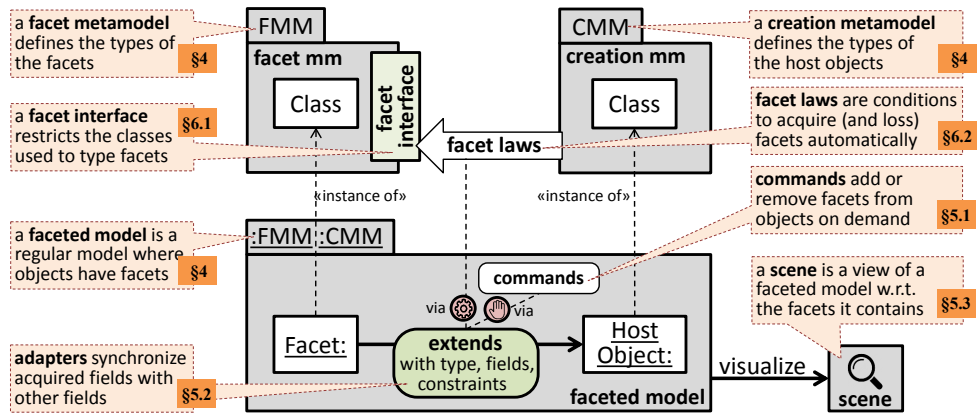 a facet metamodel
defines the types of
the facets
§4
FMM
facet mm
Class
facet
interface
CMM
creation mm
Class
a creation metamodel
defines the types of
the host objects
§4
a facet interface
restricts the classes
used to type facets
§6.1
facet laws
facet laws are conditions
to acquire (and loss)
facets automatically
§6.2
«instance of»
«instance of»
commands add or
remove facets from
objects on demand
§5.1
a faceted model is a
regular model where
objects have facets
§4
:FMM :CMM
commands
via
via
Facet:
extends
with type, fields,
constraints
Host
Object:
faceted model
a scene is a view of a
faceted model w.r.t.
the facets it contains
§5.3
adapters synchronize
acquired fields with
other fields
§5.2
visualize
scene